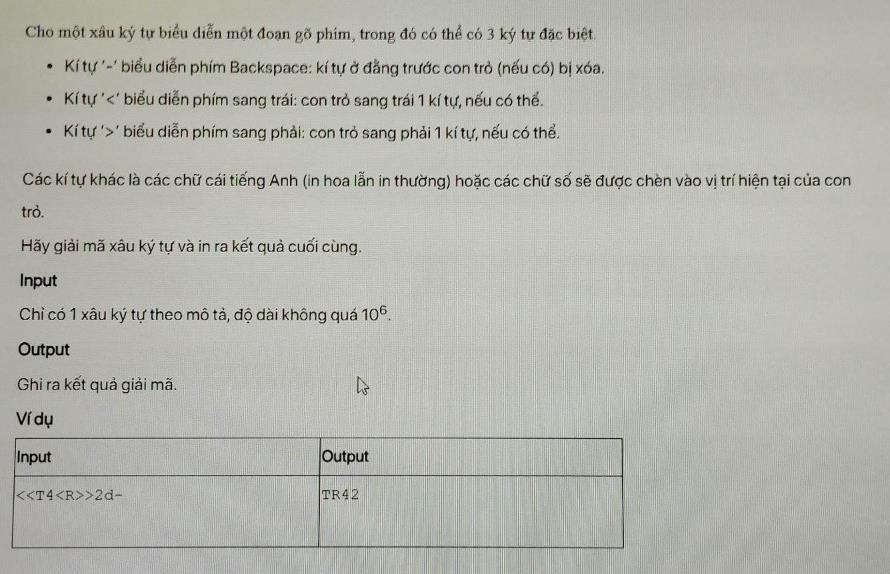 Cho một xâu ký tự biểu diễn một đoạn gõ phím, trong đó có thể có 3 ký tự đặc biệt.
• Kí tự '-' biểu diễn phím Backspace: kí tự ở đằng trước con trỏ (nếu có) bị xóa.
• Kí tự '<' biểu diễn phím sang trái: con trỏ sang trái 1 kí tự, nếu có thể.
• Kí tự '>' biểu diễn phím sang phải: con trỏ sang phải 1 kí tự, nếu có thể.
Các kí tự khác là các chữ cái tiếng Anh (in hoa lẫn in thường) hoặc các chữ số sẽ được chèn vào vị trí hiện tại của con
trỏ.
Hãy giải mã xâu ký tự và in ra kết quả cuối cùng.
Input
Chỉ có 1 xâu ký tự theo mô tả, độ dài không quá 10⁶.
Output
Ghi ra kết quả giải mã.
Ví dụ
Input Output
<<T4<R>>2d- TR42